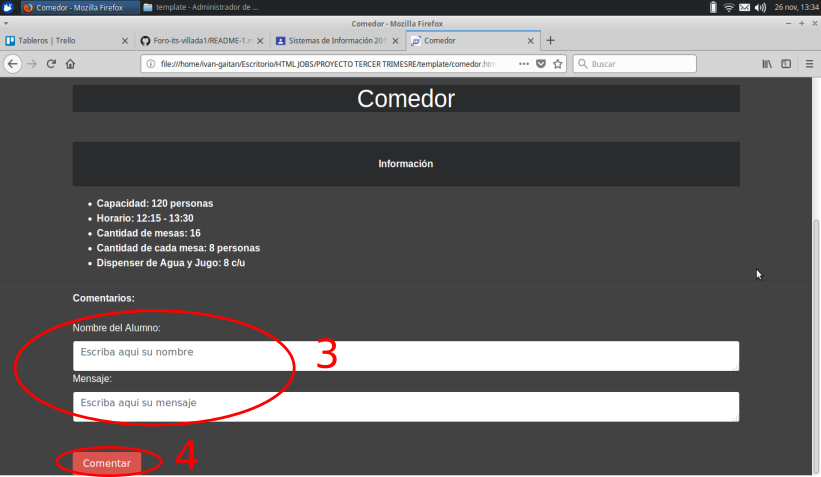 Comedor - Mozilla Firefox
template - Administrador de ...
26 nov, 13:34
Comedor - Mozilla Firefox
Tableros | Trello
Foro-its-villada1/README-1.m
Sistemas de Información 201
Comedor
file:///home/ivan-gaitan/Escritorio/HTML JOBS/PROYECTO TERCER TRIMESRE/template/comedor.htm
Buscar
Comedor
Información
• Capacidad: 120 personas
• Horario: 12:15 - 13:30
• Cantidad de mesas: 16
• Cantidad de cada mesa: 8 personas
• Dispenser de Agua y Jugo: 8 c/u
Comentarios:
Nombre del Alumno:
Escriba aqui su nombre
3
Mensaje:
Escriba aqui su mensaje
Comentar
4